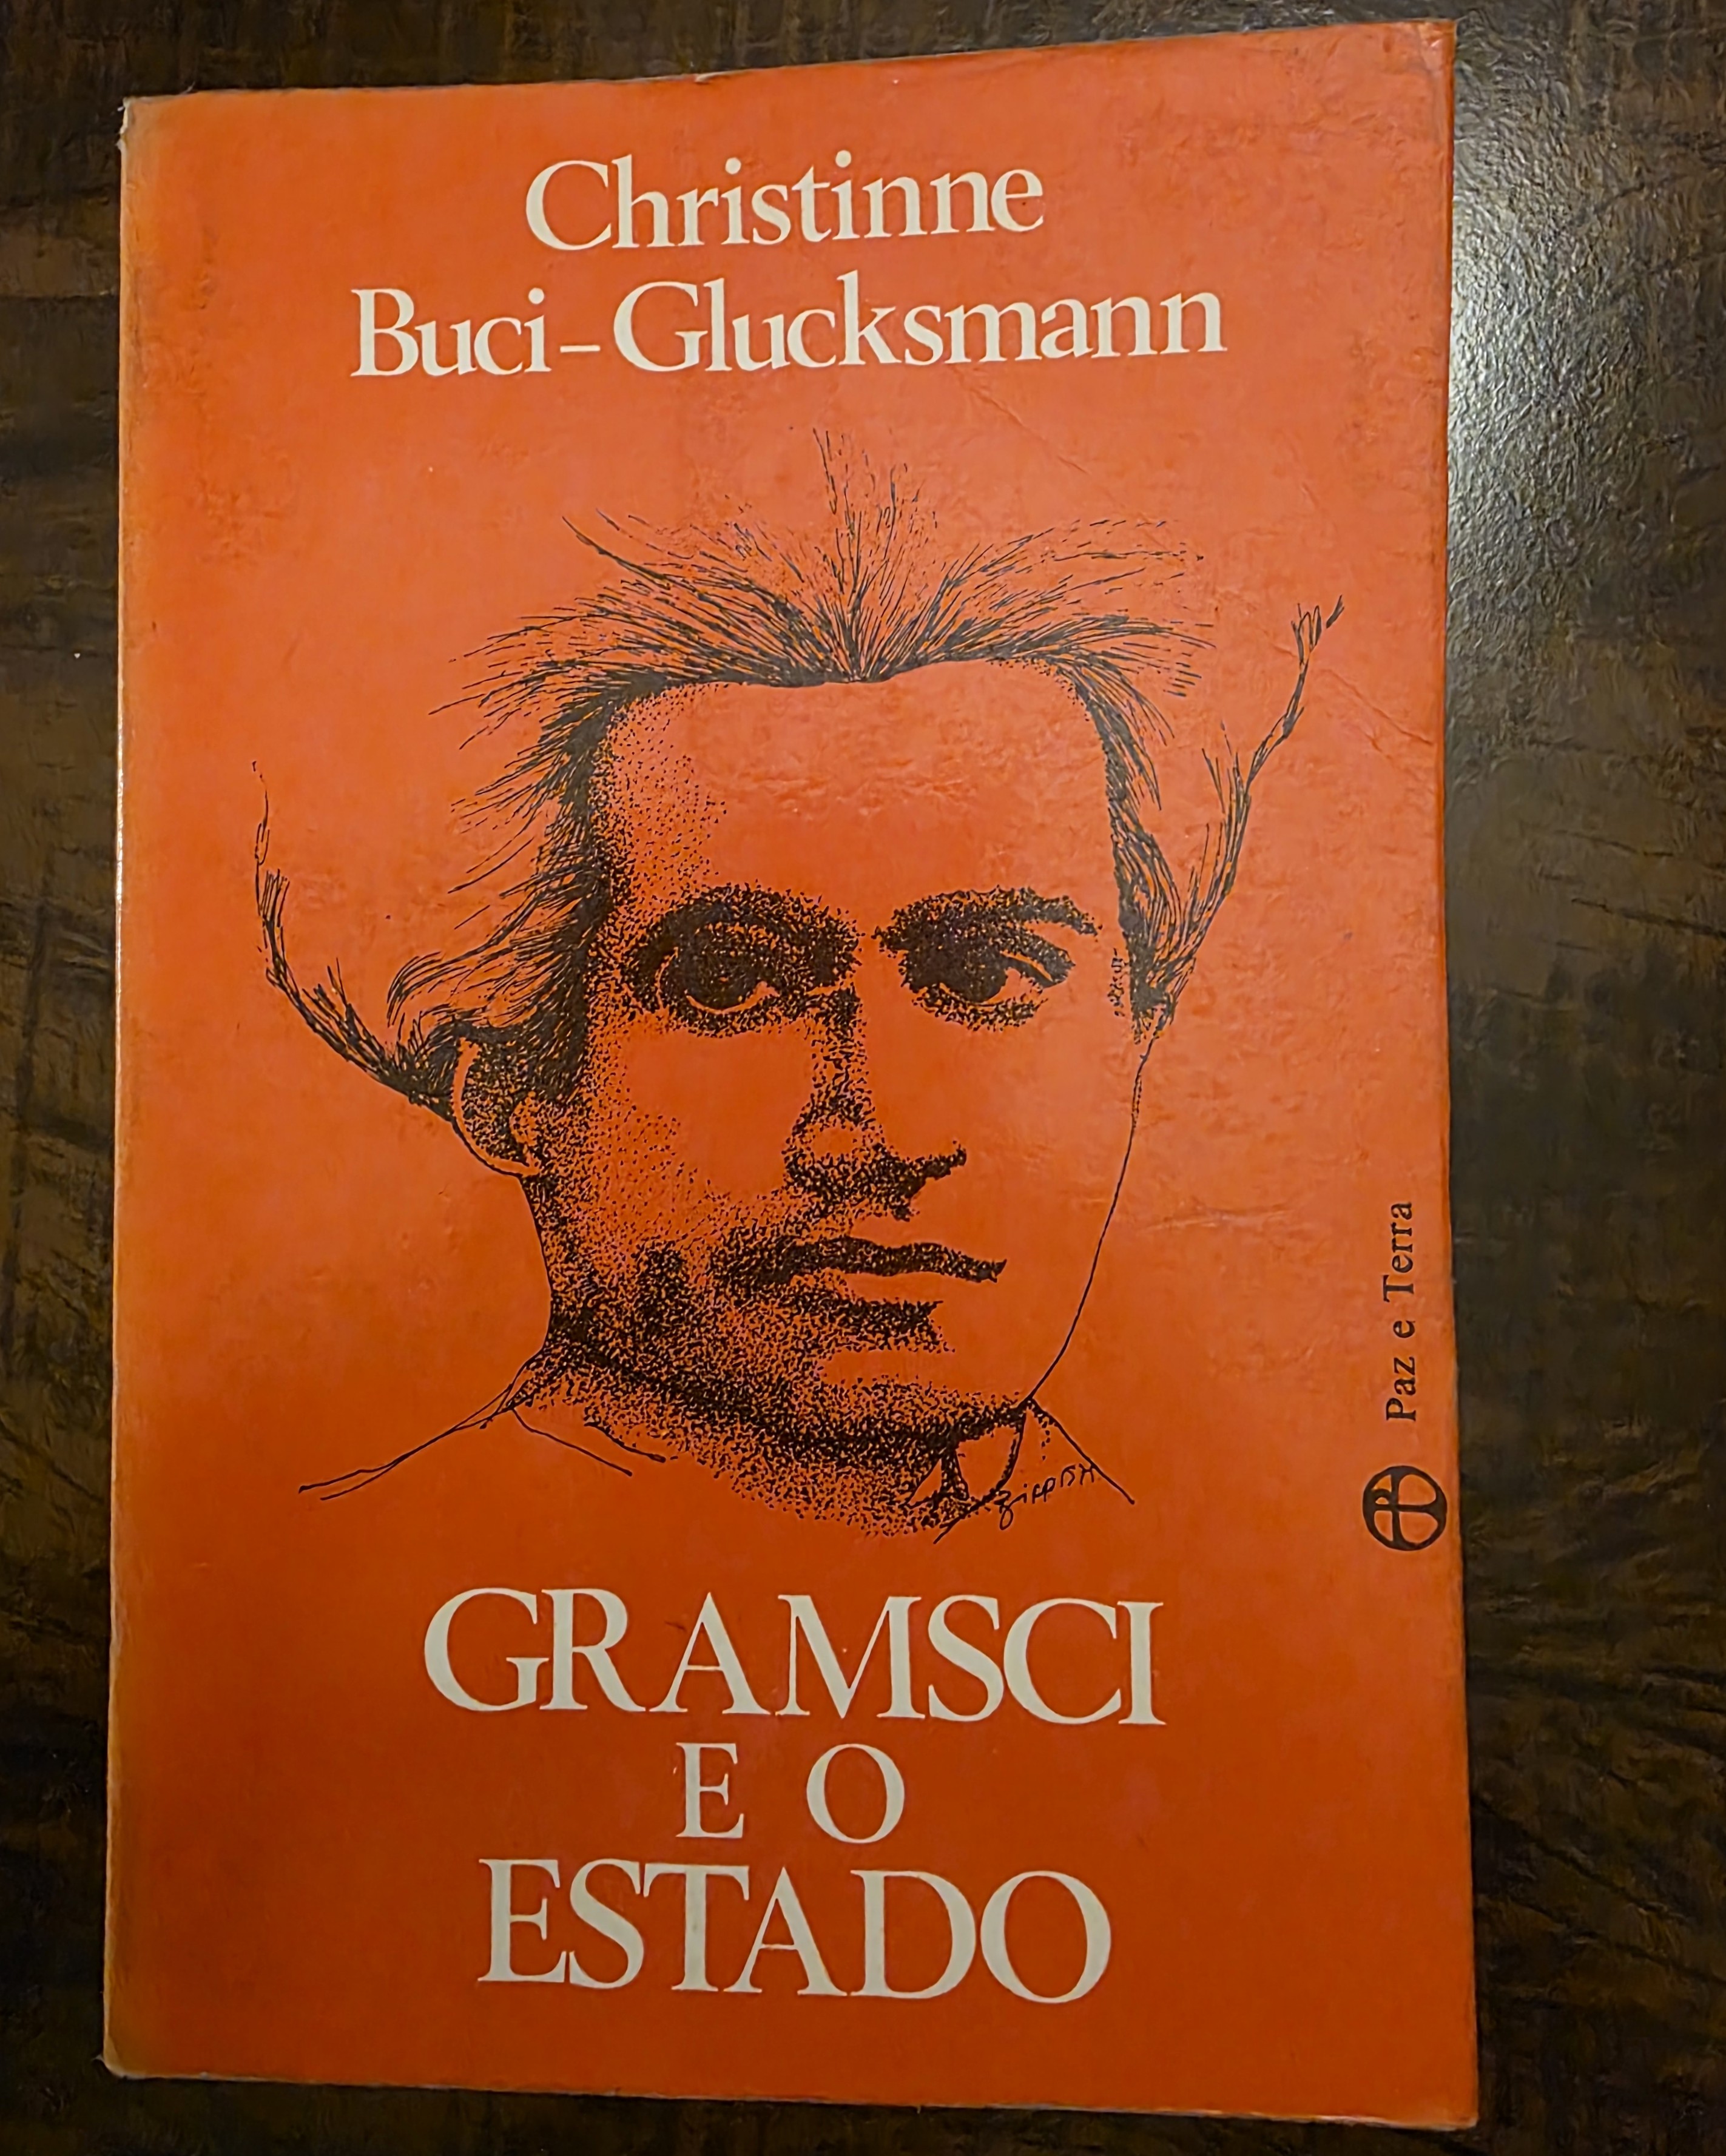 Christinne
Buci-Glucksmann
Paz e Terra
GRAMSCI
E O
ESTADO